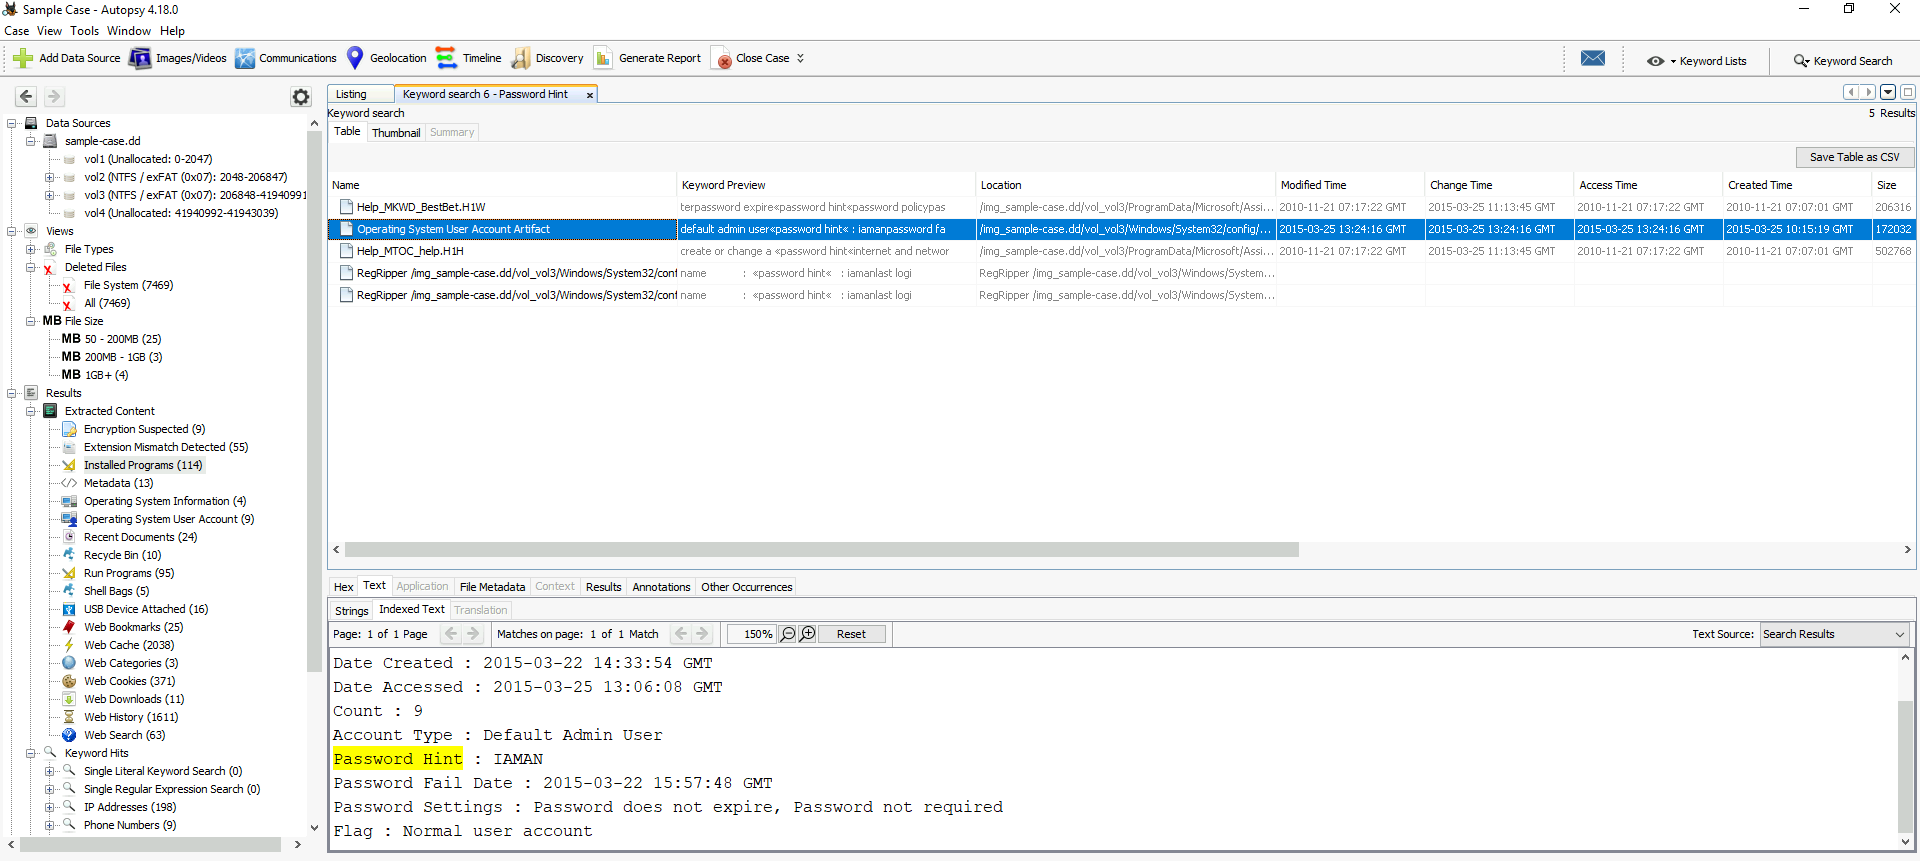 Sample Case - Autopsy 4.18.0
Case View Tools Window Help
Add Data Source Images/Videos Communications Geolocation Timeline Discovery Generate Report Close Case Keyword Lists Keyword Search
Data Sources
sample-case.dd
vol1 (Unallocated: 0-2047)
vol2 (NTFS / exFAT (0x07): 2048-206847)
vol3 (NTFS / exFAT (0x07): 206848-41940991
vol4 (Unallocated: 41940992-41943039)
Views
File Types
Deleted Files
File System (7469)
All (7469)
MB File Size
MB 50 - 200MB (25)
MB 200MB - 1GB (3)
MB 1GB+ (4)
Results
Extracted Content
Encryption Suspected (9)
Extension Mismatch Detected (55)
Installed Programs (114)
Metadata (13)
Operating System Information (4)
Operating System User Account (9)
Recent Documents (24)
Recycle Bin (10)
Run Programs (95)
Shell Bags (5)
USB Device Attached (16)
Web Bookmarks (25)
Web Cache (2038)
Web Categories (3)
Web Cookies (371)
Web Downloads (11)
Web History (1611)
Web Search (63)
Keyword Hits
Single Literal Keyword Search (0)
Single Regular Expression Search (0)
IP Addresses (198)
Phone Numbers (9)
Listing Keyword search 6 - Password Hint
Keyword search 5 Results
Table Thumbnail Summary
Save Table as CSV
Name Keyword Preview Location Modified Time Change Time Access Time Created Time Size
Help_MKWD_BestBet.H1W terpassword expire«password hint«password policypas /img_sample-case.dd/vol_vol3/ProgramData/Microsoft/Assi... 2010-11-21 07:17:22 GMT 2015-03-25 11:13:45 GMT 2010-11-21 07:17:22 GMT 2010-11-21 07:07:01 GMT 206316
Operating System User Account Artifact default admin user«password hint« : iamanpassword fa /img_sample-case.dd/vol_vol3/Windows/System32/config/... 2015-03-25 13:24:16 GMT 2015-03-25 13:24:16 GMT 2015-03-25 13:24:16 GMT 2015-03-25 10:15:19 GMT 172032
Help_MTOC_help.H1H create or change a «password hint«internet and networ /img_sample-case.dd/vol_vol3/ProgramData/Microsoft/Assi... 2010-11-21 07:17:22 GMT 2015-03-25 11:13:45 GMT 2010-11-21 07:17:22 GMT 2010-11-21 07:07:01 GMT 502768
RegRipper /img_sample-case.dd/vol_vol3/Windows/System32/conf name : «password hint« : iamanlast logi RegRipper /img_sample-case.dd/vol_vol3/Windows/System...
RegRipper /img_sample-case.dd/vol_vol3/Windows/System32/conf name : «password hint« : iamanlast logi RegRipper /img_sample-case.dd/vol_vol3/Windows/System...
Hex Text Application File Metadata Context Results Annotations Other Occurrences
Strings Indexed Text Translation
Page: 1 of 1 Page Matches on page: 1 of 1 Match 150% Reset Text Source: Search Results
Date Created : 2015-03-22 14:33:54 GMT
Date Accessed : 2015-03-25 13:06:08 GMT
Count : 9
Account Type : Default Admin User
Password Hint : IAMAN
Password Fail Date : 2015-03-22 15:57:48 GMT
Password Settings : Password does not expire, Password not required
Flag : Normal user account